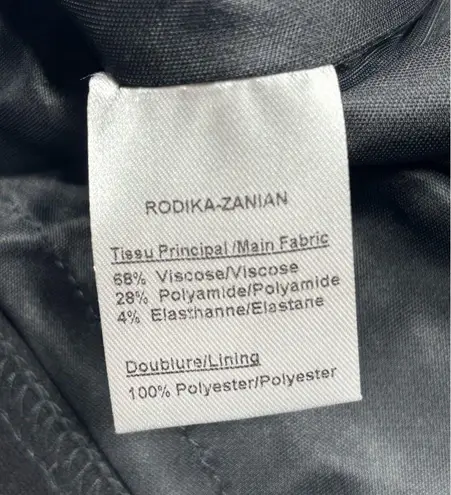 RODIKA-ZANIAN
Tissu Principal /Main Fabric
68% Viscose/Viscose
28% Polyamide/Polyamide
4% Elasthanne/Elastane
Doublure/Lining
100% Polyester/Polyester